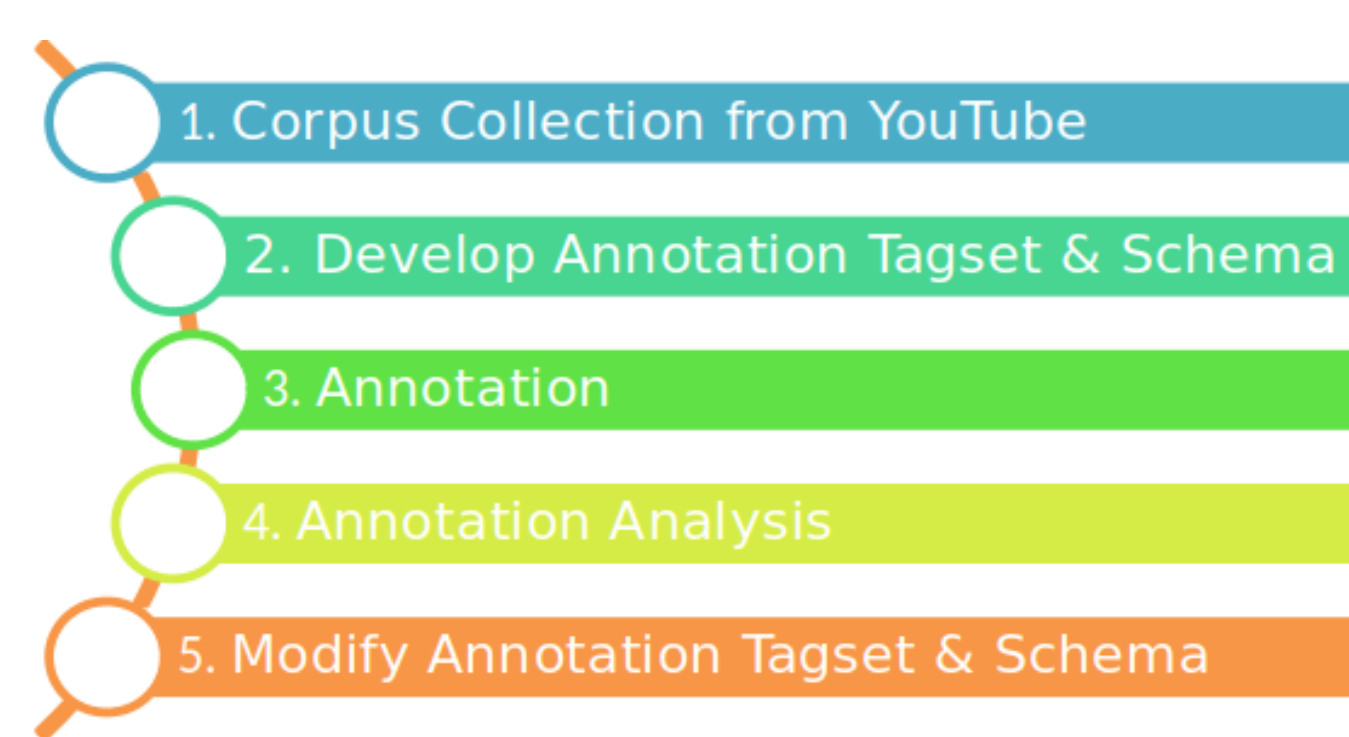 1. Corpus Collection from YouTube
2. Develop Annotation Tagset & Schema
3. Annotation
4. Annotation Analysis
5. Modify Annotation Tagset & Schema